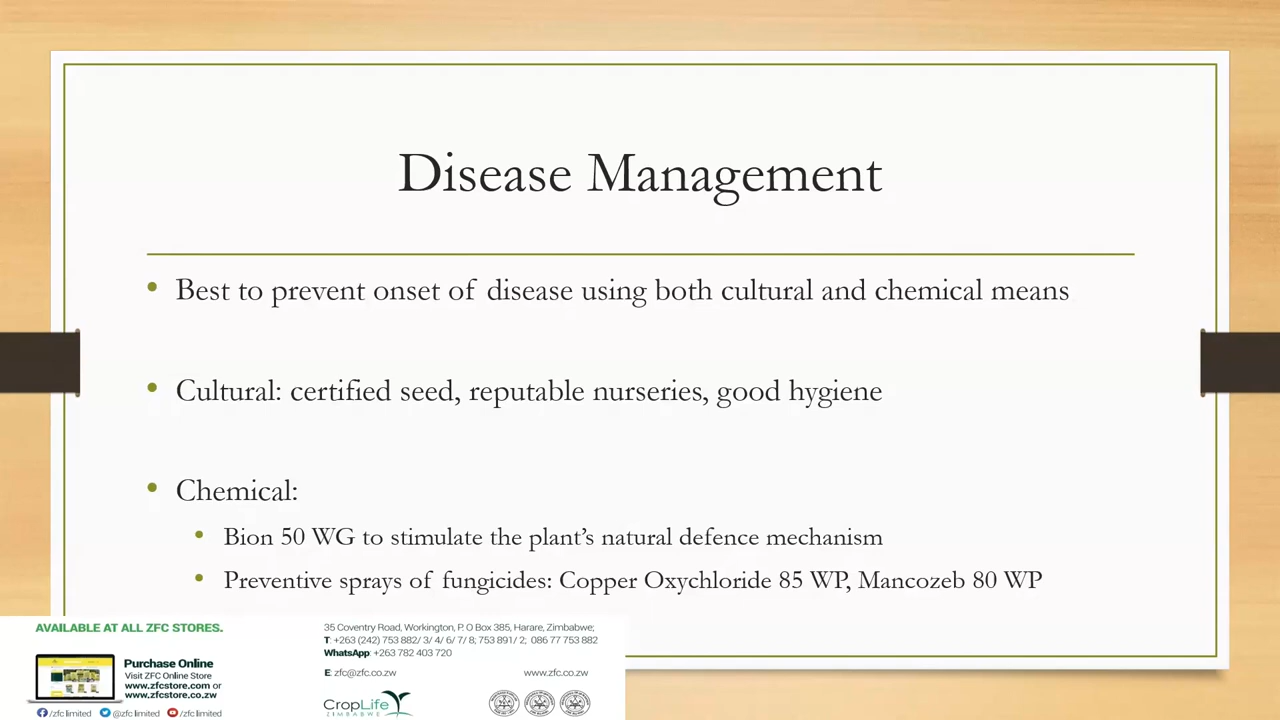 Disease Management
• Best to prevent onset of disease using both cultural and chemical means
• Cultural: certified seed, reputable nurseries, good hygiene
• Chemical:
• Bion 50 WG to stimulate the plant’s natural defence mechanism
• Preventive sprays of fungicides: Copper Oxychloride 85 WP, Mancozeb 80 WP
AVAILABLE AT ALL ZFC STORES.
Purchase Online
Visit ZFC Online Store
www.zfcstore.com or
www.zfcstore.co.zw
/zfc limited @zfc limited /zfc limited
35 Coventry Road, Workington, P. O Box 385, Harare, Zimbabwe;
T: +263 (242) 753 882/ 3/ 4/ 6/ 7/ 8; 753 891/ 2; 086 77 753 882
WhatsApp: +263 782 403 720
E: zfc@zfc.co.zw www.zfc.co.zw
CropLife
ZIMBABWE